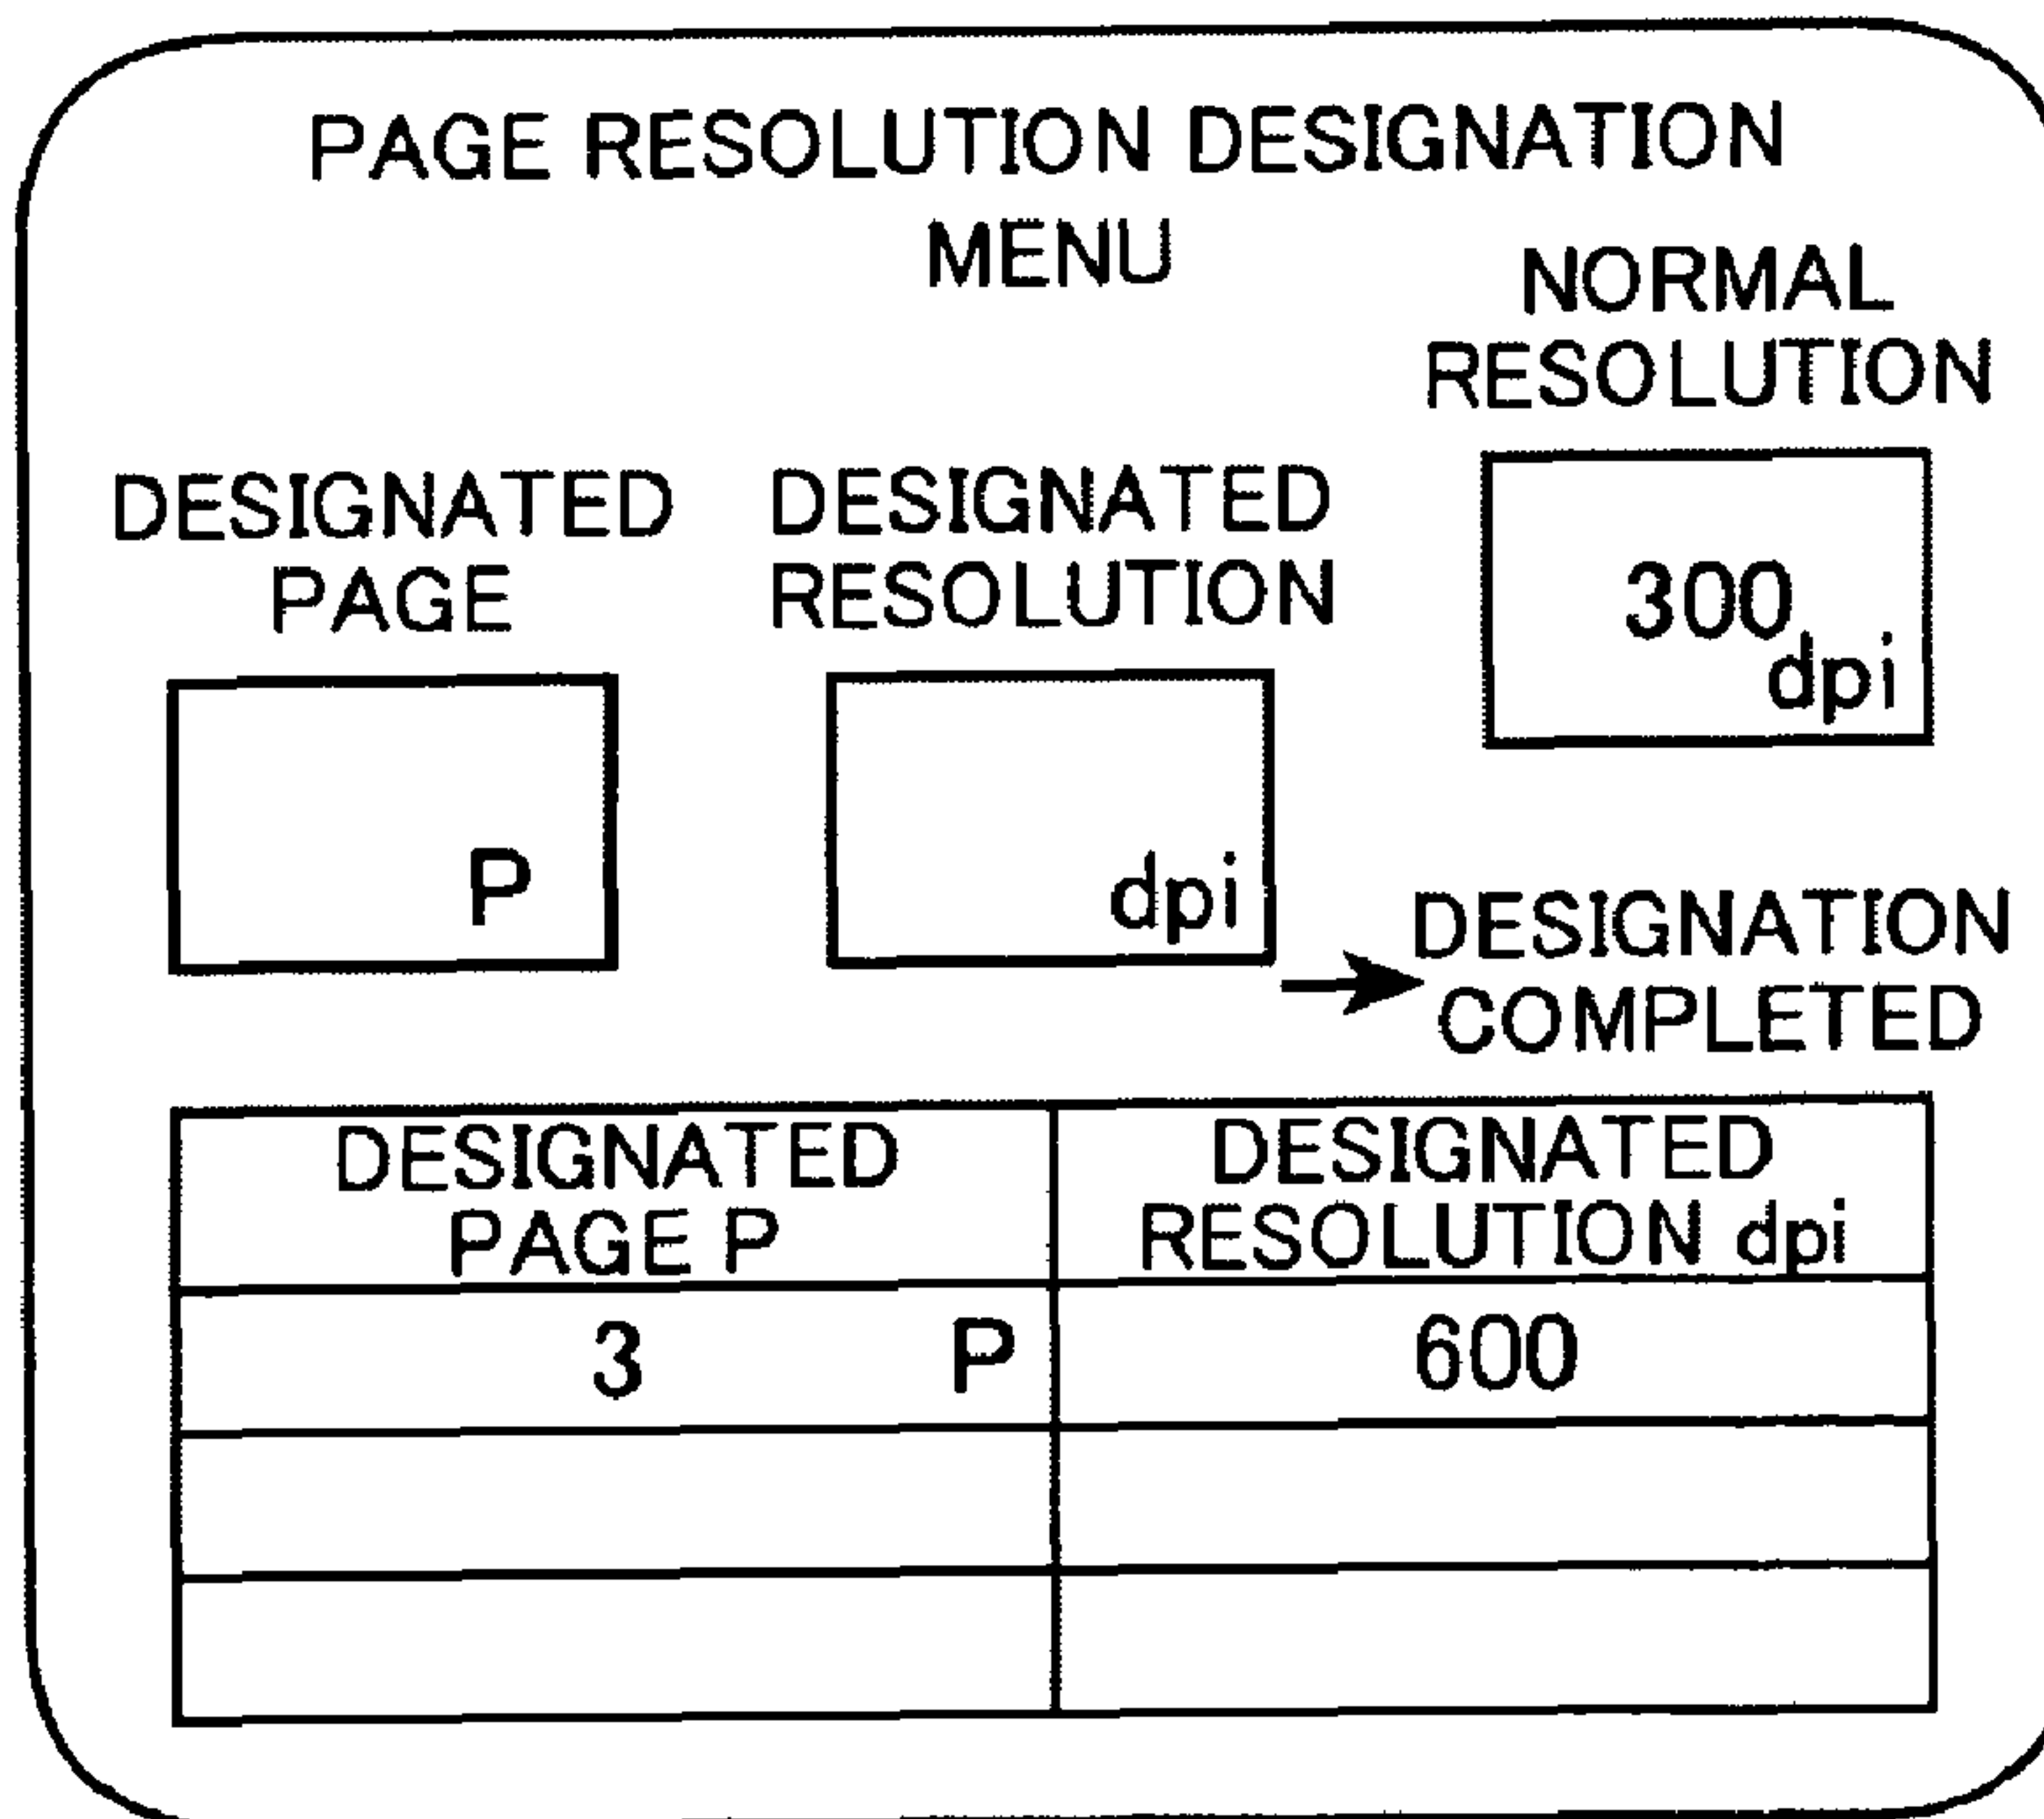 PAGE RESOLUTION DESIGNATION
MENU
NORMAL
RESOLUTION
300
dpi
DESIGNATED
PAGE
P
DESIGNATED
RESOLUTION
dpi
DESIGNATION
COMPLETED
DESIGNATED
PAGE P
DESIGNATED
RESOLUTION dpi
3 P
600